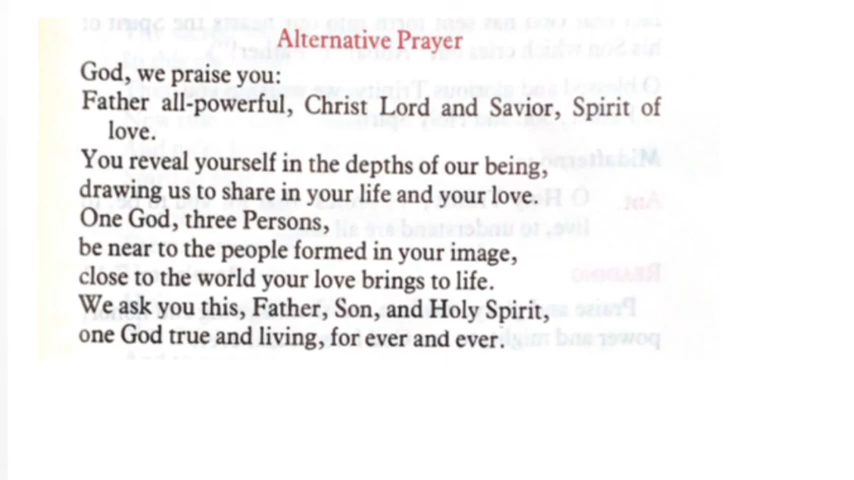 Alternative Prayer
God, we praise you:
Father all-powerful, Christ Lord and Savior, Spirit of
love.
You reveal yourself in the depths of our being,
drawing us to share in your life and your love.
One God, three Persons,
be near to the people formed in your image,
close to the world your love brings to life.
We ask you this, Father, Son, and Holy Spirit,
one God true and living, for ever and ever.